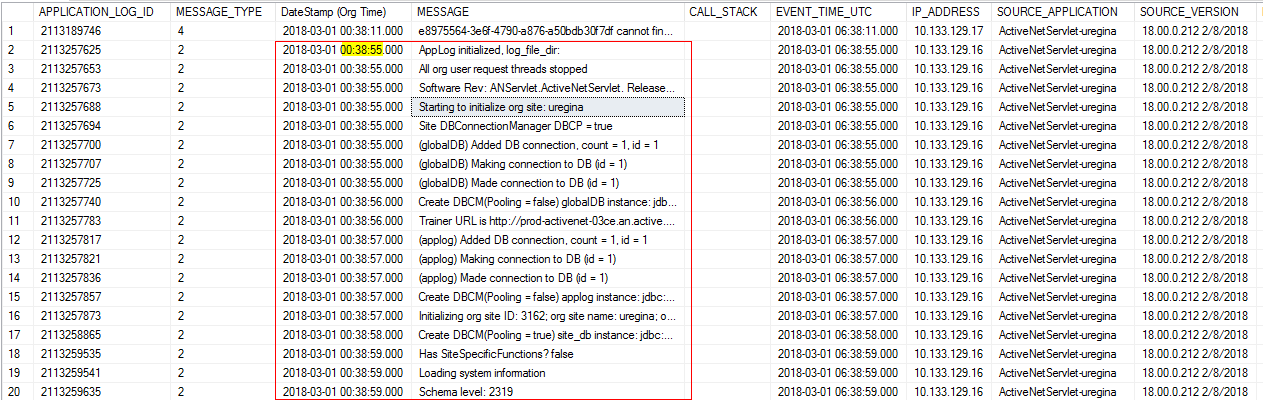 APPLICATION_LOG_ID MESSAGE_TYPE DateStamp (Org Time) MESSAGE CALL_STACK EVENT_TIME_UTC IP_ADDRESS SOURCE_APPLICATION SOURCE_VERSION
1 2113189746 4 2018-03-01 00:38:11.000 e8975564-3e6f-4790-a876-a50bdb30f7df cannot fin... 2018-03-01 06:38:11.000 10.133.129.17 ActiveNetServlet-uregina 18.00.0.212 2/8/2018
2 2113257625 2 2018-03-01 00:38:55.000 AppLog initialized, log_file_dir: 2018-03-01 06:38:55.000 10.133.129.16 ActiveNetServlet-uregina 18.00.0.212 2/8/2018
3 2113257653 2 2018-03-01 00:38:55.000 All org user request threads stopped 2018-03-01 06:38:55.000 10.133.129.16 ActiveNetServlet-uregina 18.00.0.212 2/8/2018
4 2113257673 2 2018-03-01 00:38:55.000 Software Rev: ANServlet.ActiveNetServlet. Release... 2018-03-01 06:38:55.000 10.133.129.16 ActiveNetServlet-uregina 18.00.0.212 2/8/2018
5 2113257688 2 2018-03-01 00:38:55.000 Starting to initialize org site: uregina 2018-03-01 06:38:55.000 10.133.129.16 ActiveNetServlet-uregina 18.00.0.212 2/8/2018
6 2113257694 2 2018-03-01 00:38:55.000 Site DBConnectionManager DBCP = true 2018-03-01 06:38:55.000 10.133.129.16 ActiveNetServlet-uregina 18.00.0.212 2/8/2018
7 2113257700 2 2018-03-01 00:38:55.000 (globalDB) Added DB connection, count = 1, id = 1 2018-03-01 06:38:55.000 10.133.129.16 ActiveNetServlet-uregina 18.00.0.212 2/8/2018
8 2113257707 2 2018-03-01 00:38:55.000 (globalDB) Making connection to DB (id = 1) 2018-03-01 06:38:55.000 10.133.129.16 ActiveNetServlet-uregina 18.00.0.212 2/8/2018
9 2113257725 2 2018-03-01 00:38:55.000 (globalDB) Made connection to DB (id = 1) 2018-03-01 06:38:55.000 10.133.129.16 ActiveNetServlet-uregina 18.00.0.212 2/8/2018
10 2113257740 2 2018-03-01 00:38:56.000 Create DBCM(Pooling = false) globalDB instance: jdb... 2018-03-01 06:38:56.000 10.133.129.16 ActiveNetServlet-uregina 18.00.0.212 2/8/2018
11 2113257783 2 2018-03-01 00:38:56.000 Trainer URL is http://prod-activenet-03ce.an.active.... 2018-03-01 06:38:56.000 10.133.129.16 ActiveNetServlet-uregina 18.00.0.212 2/8/2018
12 2113257817 2 2018-03-01 00:38:57.000 (applog) Added DB connection, count = 1, id = 1 2018-03-01 06:38:57.000 10.133.129.16 ActiveNetServlet-uregina 18.00.0.212 2/8/2018
13 2113257821 2 2018-03-01 00:38:57.000 (applog) Making connection to DB (id = 1) 2018-03-01 06:38:57.000 10.133.129.16 ActiveNetServlet-uregina 18.00.0.212 2/8/2018
14 2113257836 2 2018-03-01 00:38:57.000 (applog) Made connection to DB (id = 1) 2018-03-01 06:38:57.000 10.133.129.16 ActiveNetServlet-uregina 18.00.0.212 2/8/2018
15 2113257857 2 2018-03-01 00:38:57.000 Create DBCM(Pooling = false) applog instance: jdbc:... 2018-03-01 06:38:57.000 10.133.129.16 ActiveNetServlet-uregina 18.00.0.212 2/8/2018
16 2113257873 2 2018-03-01 00:38:57.000 Initializing org site ID: 3162; org site name: uregina; o... 2018-03-01 06:38:57.000 10.133.129.16 ActiveNetServlet-uregina 18.00.0.212 2/8/2018
17 2113258865 2 2018-03-01 00:38:58.000 Create DBCM(Pooling = true) site_db instance: jdbc:... 2018-03-01 06:38:58.000 10.133.129.16 ActiveNetServlet-uregina 18.00.0.212 2/8/2018
18 2113259535 2 2018-03-01 00:38:59.000 Has SiteSpecificFunctions? false 2018-03-01 06:38:59.000 10.133.129.16 ActiveNetServlet-uregina 18.00.0.212 2/8/2018
19 2113259541 2 2018-03-01 00:38:59.000 Loading system information 2018-03-01 06:38:59.000 10.133.129.16 ActiveNetServlet-uregina 18.00.0.212 2/8/2018
20 2113259635 2 2018-03-01 00:38:59.000 Schema level: 2319 2018-03-01 06:38:59.000 10.133.129.16 ActiveNetServlet-uregina 18.00.0.212 2/8/2018